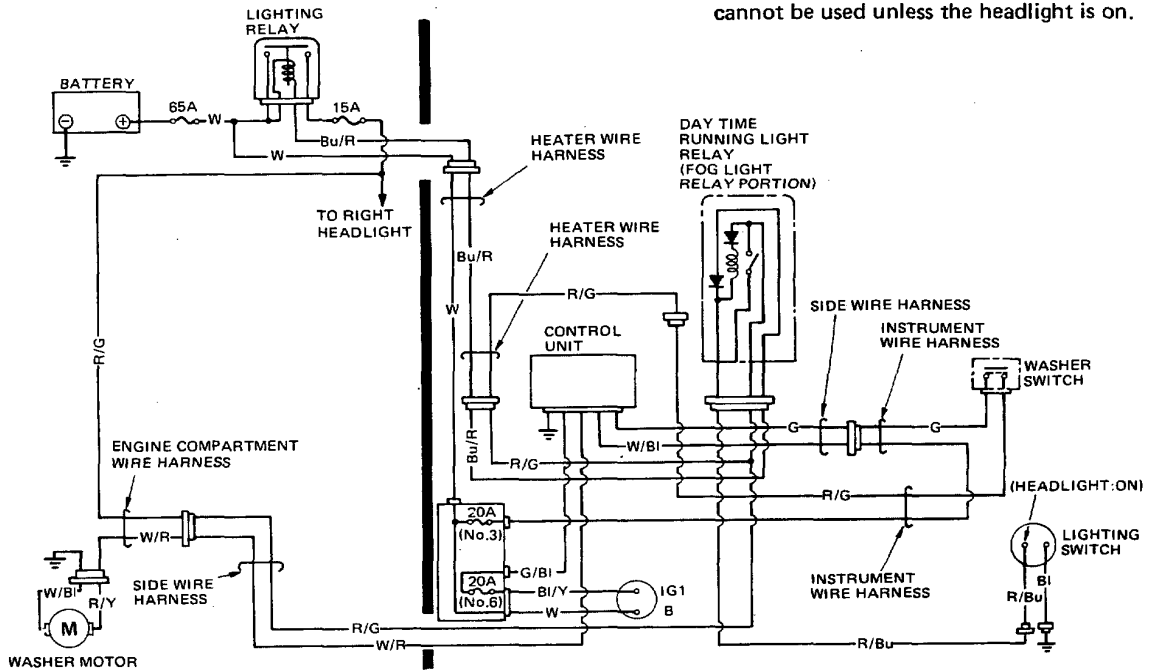 cannot be used unless the headlight is on.
LIGHTING
RELAY
BATTERY
65A
W
15A
Bu/R
W
HEATER WIRE
HARNESS
DAY TIME
RUNNING LIGHT
RELAY
(FOG LIGHT
RELAY PORTION)
TO RIGHT
HEADLIGHT
HEATER WIRE
HARNESS
Bu/R
R/G
W
R/G
CONTROL
UNIT
SIDE WIRE HARNESS
INSTRUMENT
WIRE HARNESS
WASHER
SWITCH
G
G
W/Bl
Bu/R
R/G
ENGINE COMPARTMENT
WIRE HARNESS
R/G
(HEADLIGHT:ON)
20A
(No.3)
LIGHTING
SWITCH
W/R
G/Bl
20A
(No.6)
Bl/Y
IG1
W
B
INSTRUMENT
WIRE HARNESS
Bl
R/Bu
SIDE WIRE
HARNESS
W/Bl
R/Y
M
R/G
W/R
R/Bu
WASHER MOTOR